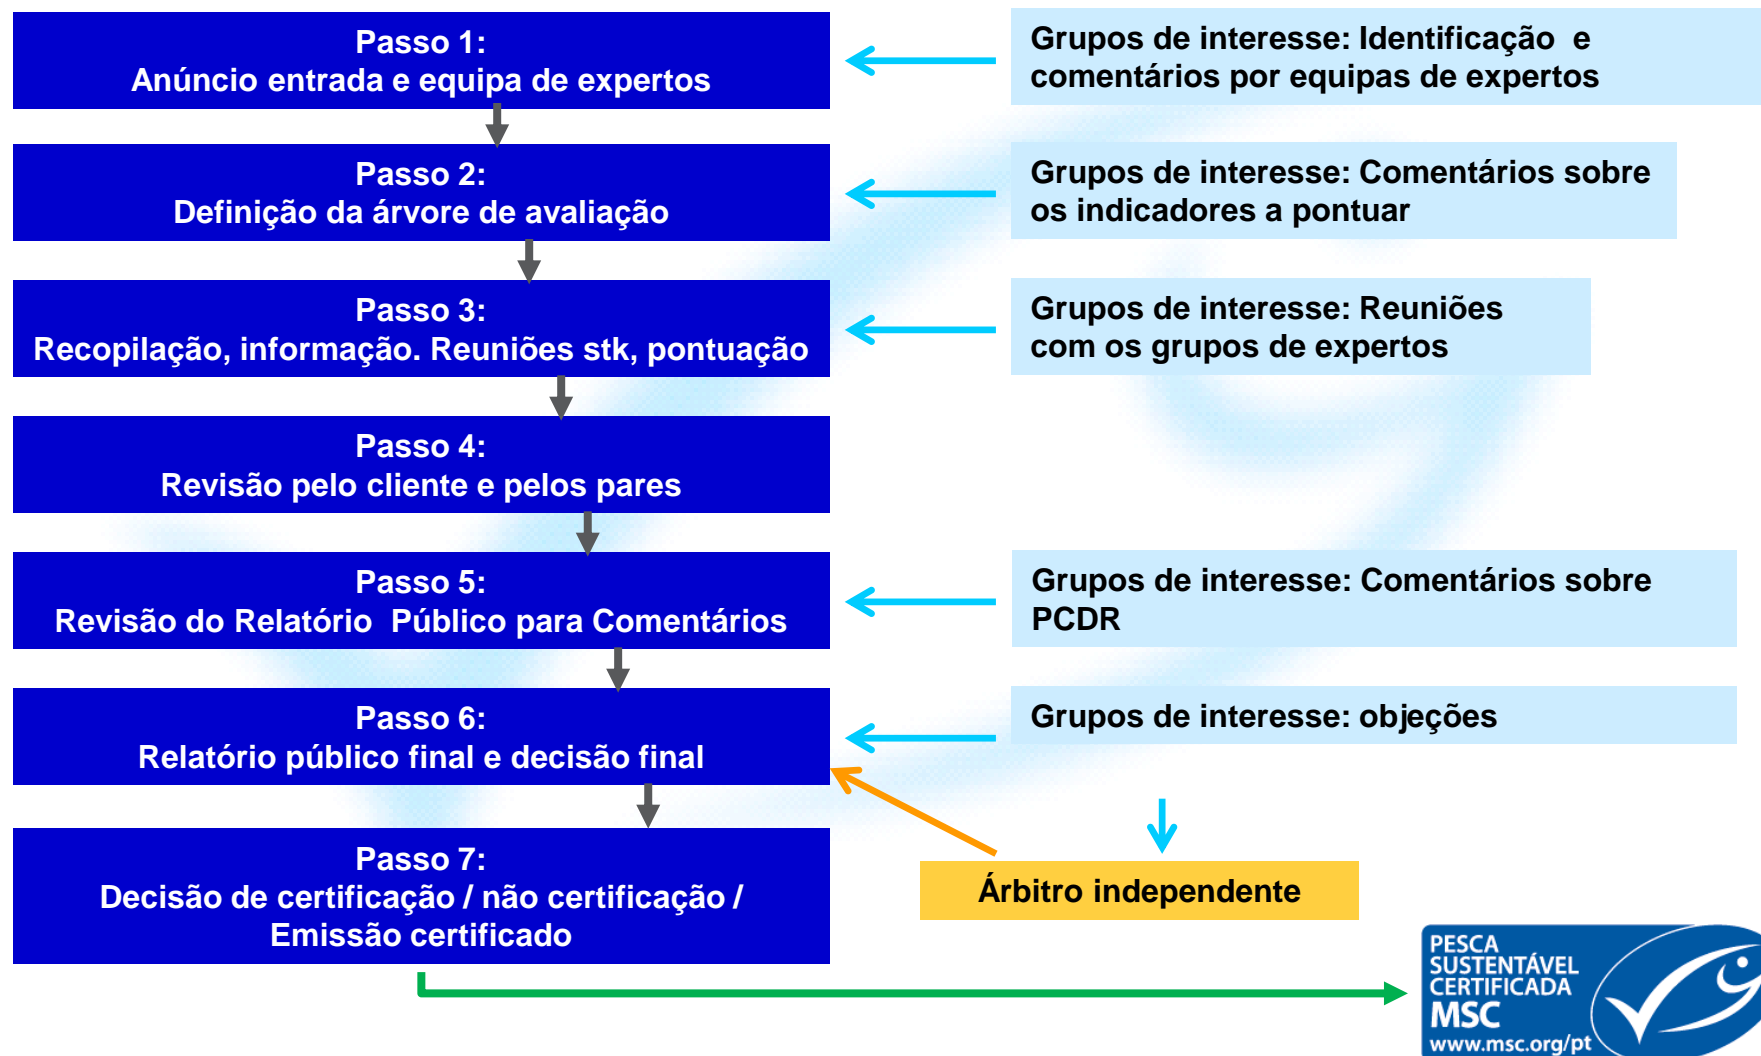 Passo 1:
Anúncio entrada e equipa de expertos
Grupos de interesse: Identificação e
comentários por equipas de expertos
Passo 2:
Definição da árvore de avaliação
Grupos de interesse: Comentários sobre
os indicadores a pontuar
Passo 3:
Recopilação, informação. Reuniões stk, pontuação
Grupos de interesse: Reuniões
com os grupos de expertos
Passo 4:
Revisão pelo cliente e pelos pares
Passo 5:
Revisão do Relatório Público para Comentários
Grupos de interesse: Comentários sobre
PCDR
Passo 6:
Relatório público final e decisão final
Grupos de interesse: objeções
Passo 7:
Decisão de certificação / não certificação /
Emissão certificado
Árbitro independente
PESCA
SUSTENTÁVEL
CERTIFICADA
MSC
www.msc.org/pt